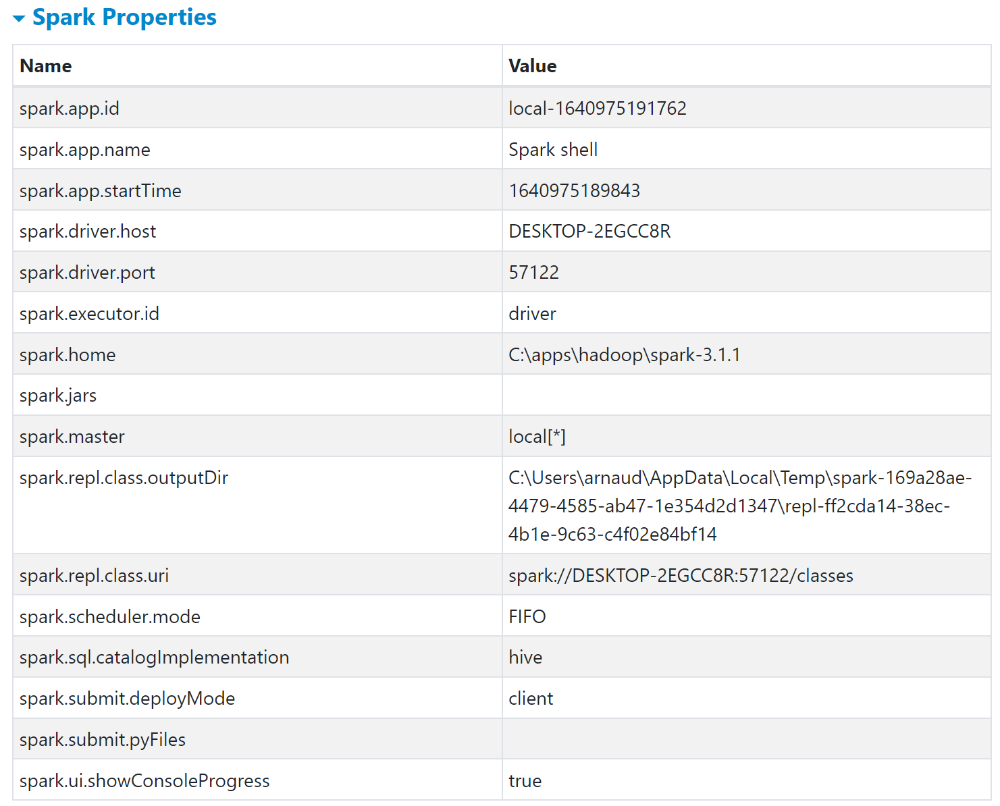 Spark Properties
Name Value
spark.app.id local-1640975191762
spark.app.name Spark shell
spark.app.startTime 1640975189843
spark.driver.host DESKTOP-2EGCC8R
spark.driver.port 57122
spark.executor.id driver
spark.home C:\apps\hadoop\spark-3.1.1
spark.jars
spark.master local[*]
spark.repl.class.outputDir C:\Users\arnaud\AppData\Local\Temp\spark-169a28ae-
4479-4585-ab47-1e354d2d1347\repl-ff2cda14-38ec-
4b1e-9c63-c4f02e84bf14
spark.repl.class.uri spark://DESKTOP-2EGCC8R:57122/classes
spark.scheduler.mode FIFO
spark.sql.catalogImplementation hive
spark.submit.deployMode client
spark.submit.pyFiles
spark.ui.showConsoleProgress true